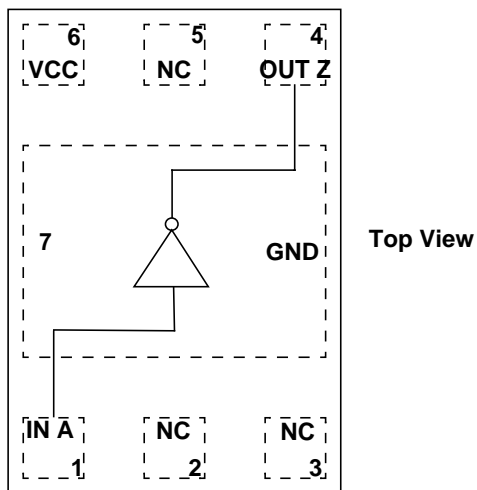 6 5 4
VCC NC OUT Z
7 GND Top View
IN A NC NC
1 2 3